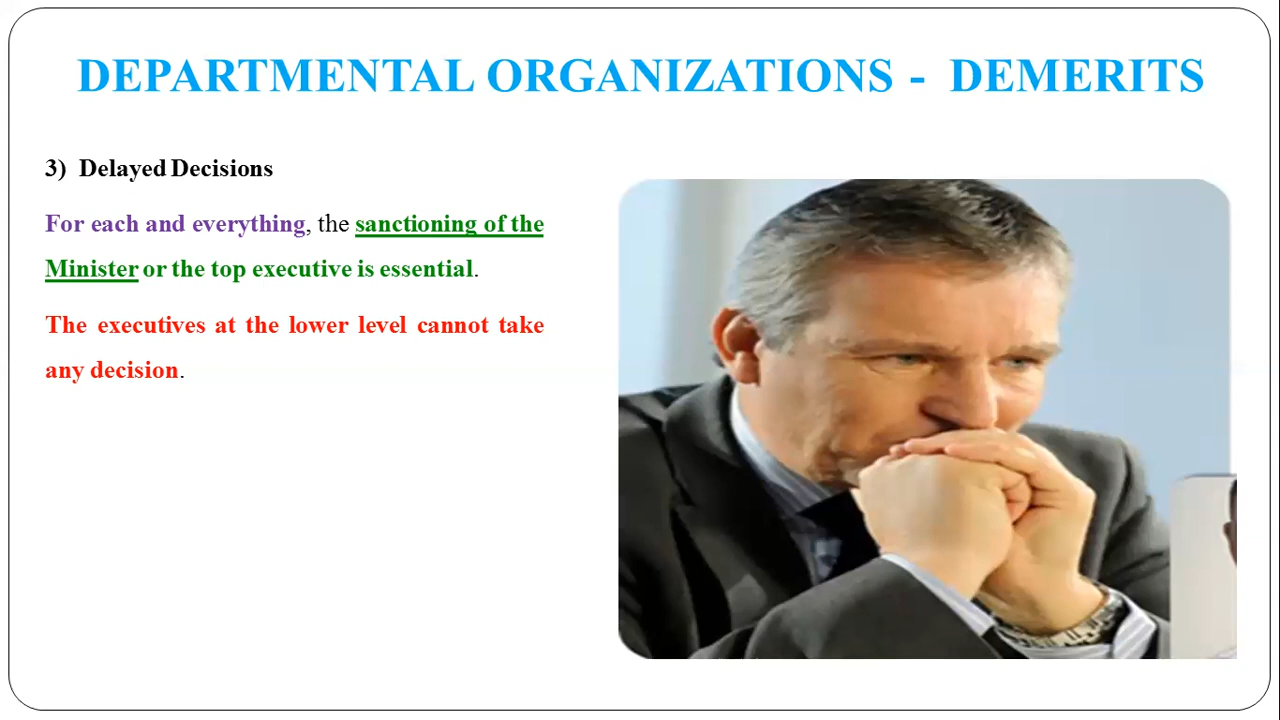 DEPARTMENTAL ORGANIZATIONS - DEMERITS
3) Delayed Decisions
For each and everything, the sanctioning of the
Minister or the top executive is essential.
The executives at the lower level cannot take
any decision.